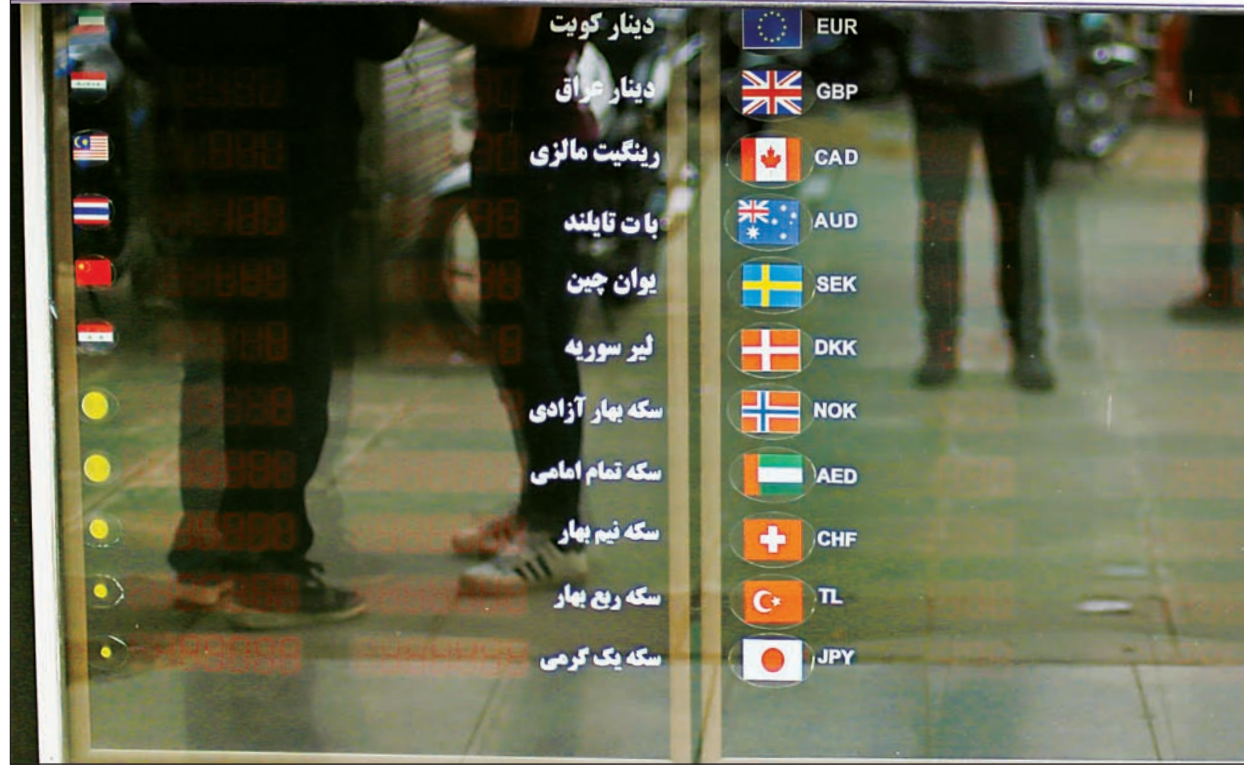 دینار کویت EUR
دینار عراق GBP
رینگیت مالزی CAD
بات تایلند AUD
یوان چین SEK
لیر سوریه DKK
سکه بهار آزادی NOK
سکه تمام امامی AED
سکه نیم بهار CHF
سکه ربع بهار TL
سکه یک گرمی JPY